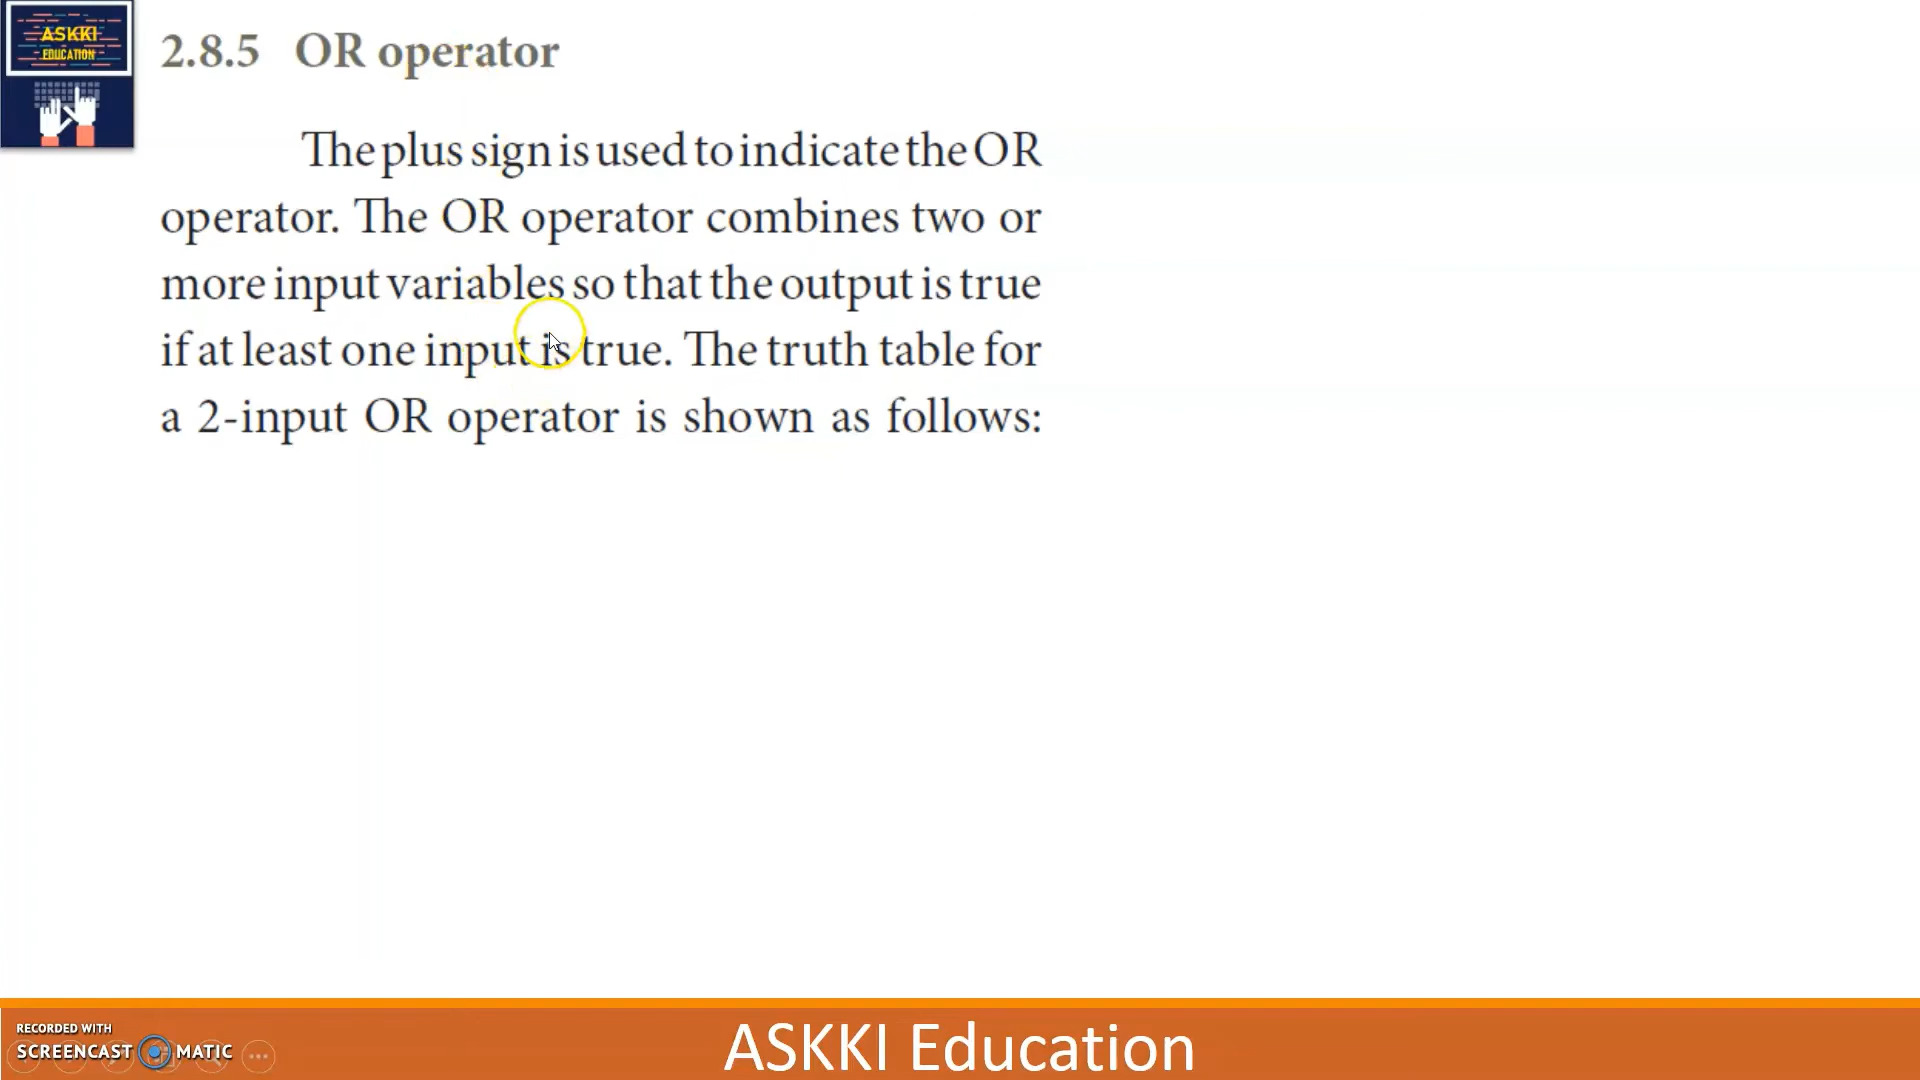 ASKKI
EDUCATION
2.8.5 OR operator
The plus sign is used to indicate the OR
operator. The OR operator combines two or
more input variables so that the output is true
if at least one input is true. The truth table for
a 2-input OR operator is shown as follows:
RECORDED WITH
SCREENCAST MATIC
ASKKI Education